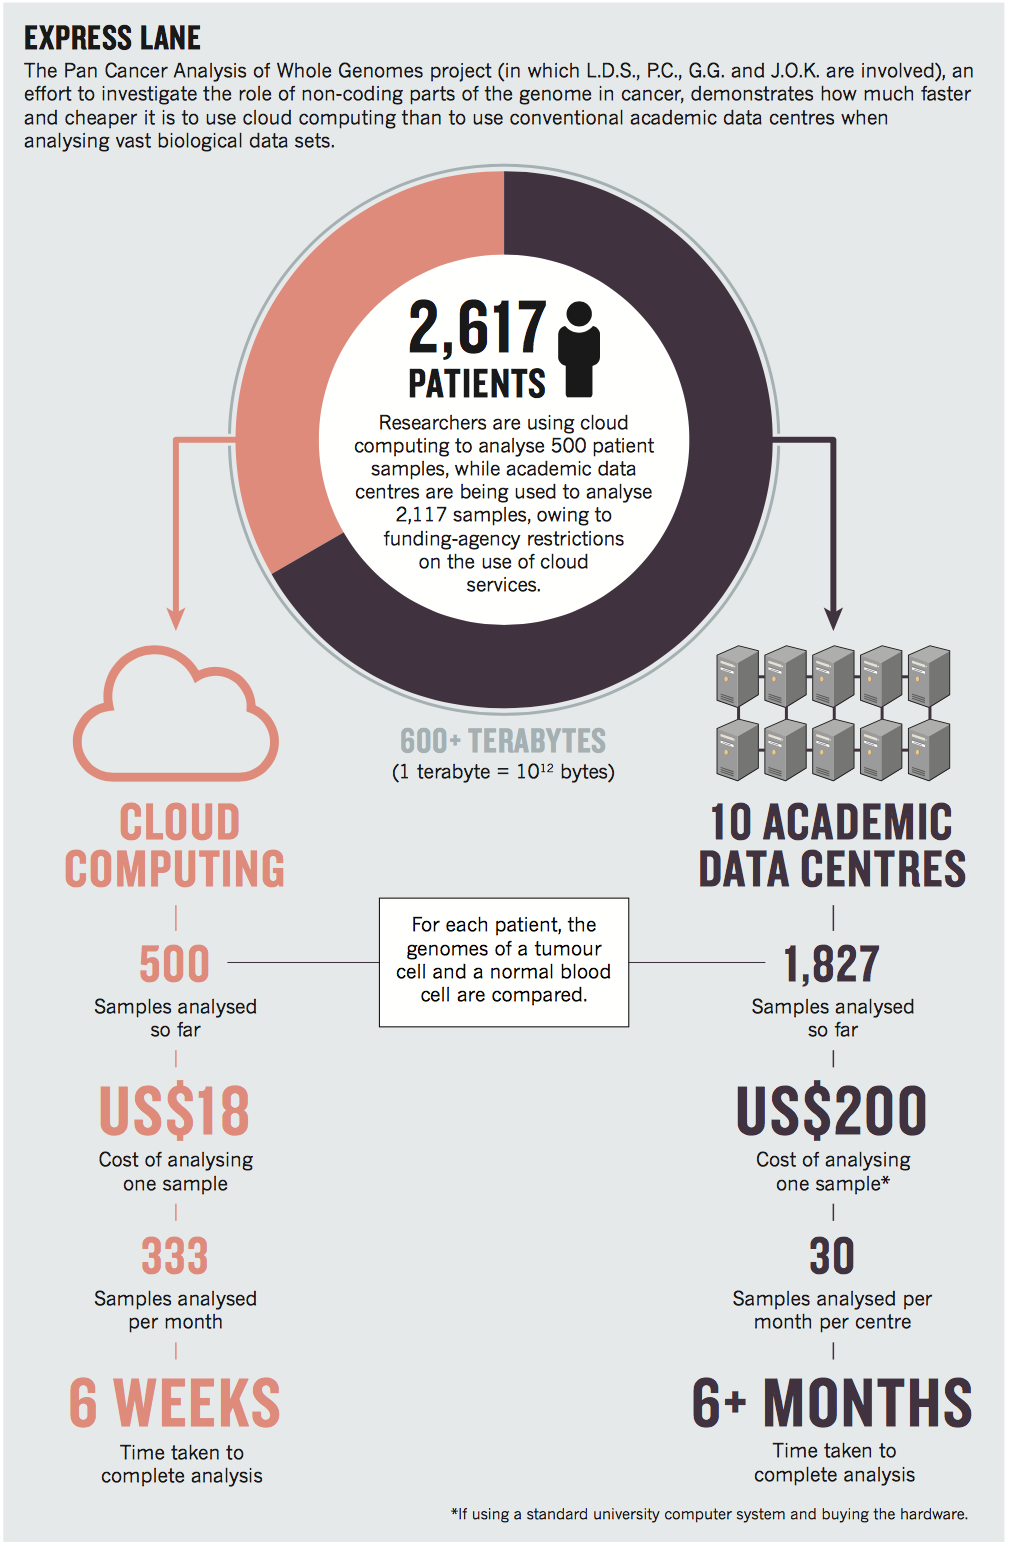 EXPRESS LANE
The Pan Cancer Analysis of Whole Genomes project (in which L.D.S., P.C., G.G. and J.O.K. are involved), an
effort to investigate the role of non-coding parts of the genome in cancer, demonstrates how much faster
and cheaper it is to use cloud computing than to use conventional academic data centres when
analysing vast biological data sets.
2,617
PATIENTS
Researchers are using cloud
computing to analyse 500 patient
samples, while academic data
centres are being used to analyse
2,117 samples, owing to
funding-agency restrictions
on the use of cloud
services.
600+ TERABYTES
(1 terabyte = 10¹² bytes)
CLOUD
COMPUTING
500
Samples analysed
so far
US$18
Cost of analysing
one sample
333
Samples analysed
per month
6 WEEKS
Time taken to
complete analysis
For each patient, the
genomes of a tumour
cell and a normal blood
cell are compared.
10 ACADEMIC
DATA CENTRES
1,827
Samples analysed
so far
US$200
Cost of analysing
one sample*
30
Samples analysed per
month per centre
6+ MONTHS
Time taken to
complete analysis
*If using a standard university computer system and buying the hardware.